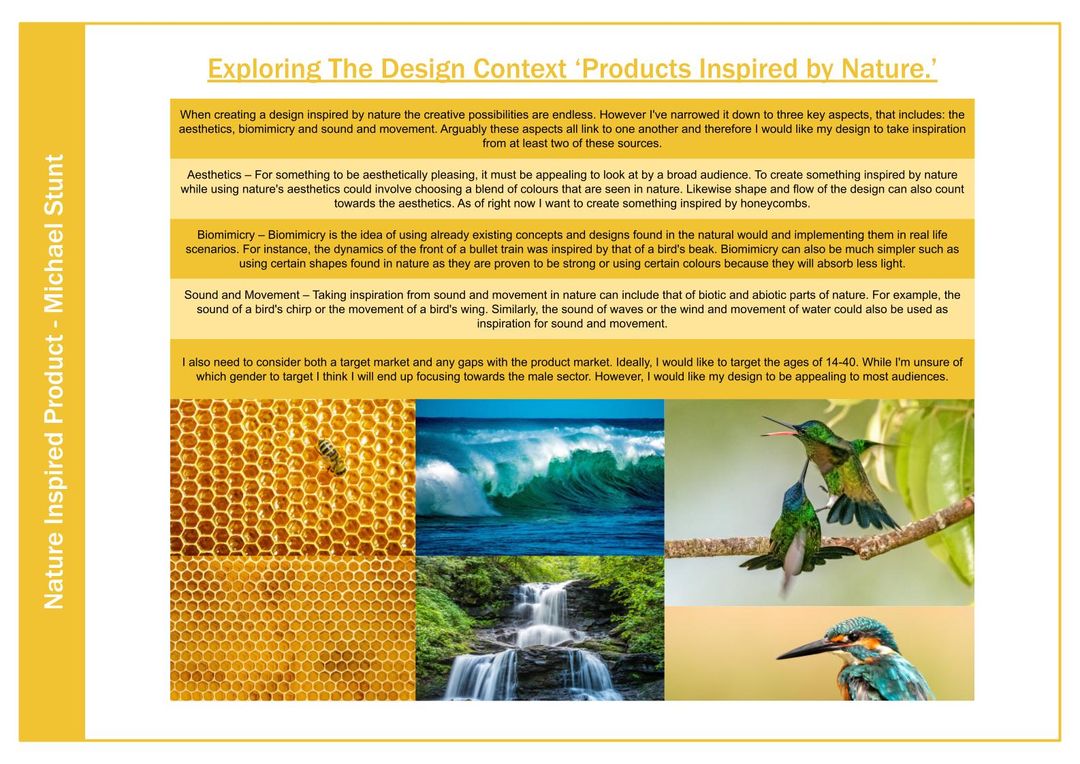 Nature Inspired Product - Michael Stunt
Exploring The Design Context ‘Products Inspired by Nature.’
When creating a design inspired by nature the creative possibilities are endless. However I've narrowed it down to three key aspects, that includes: the
aesthetics, biomimicry and sound and movement. Arguably these aspects all link to one another and therefore I would like my design to take inspiration
from at least two of these sources.
Aesthetics – For something to be aesthetically pleasing, it must be appealing to look at by a broad audience. To create something inspired by nature
while using nature's aesthetics could involve choosing a blend of colours that are seen in nature. Likewise shape and flow of the design can also count
towards the aesthetics. As of right now I want to create something inspired by honeycombs.
Biomimicry – Biomimicry is the idea of using already existing concepts and designs found in the natural would and implementing them in real life
scenarios. For instance, the dynamics of the front of a bullet train was inspired by that of a bird's beak. Biomimicry can also be much simpler such as
using certain shapes found in nature as they are proven to be strong or using certain colours because they will absorb less light.
Sound and Movement – Taking inspiration from sound and movement in nature can include that of biotic and abiotic parts of nature. For example, the
sound of a bird's chirp or the movement of a bird's wing. Similarly, the sound of waves or the wind and movement of water could also be used as
inspiration for sound and movement.
I also need to consider both a target market and any gaps with the product market. Ideally, I would like to target the ages of 14-40. While I'm unsure of
which gender to target I think I will end up focusing towards the male sector. However, I would like my design to be appealing to most audiences.